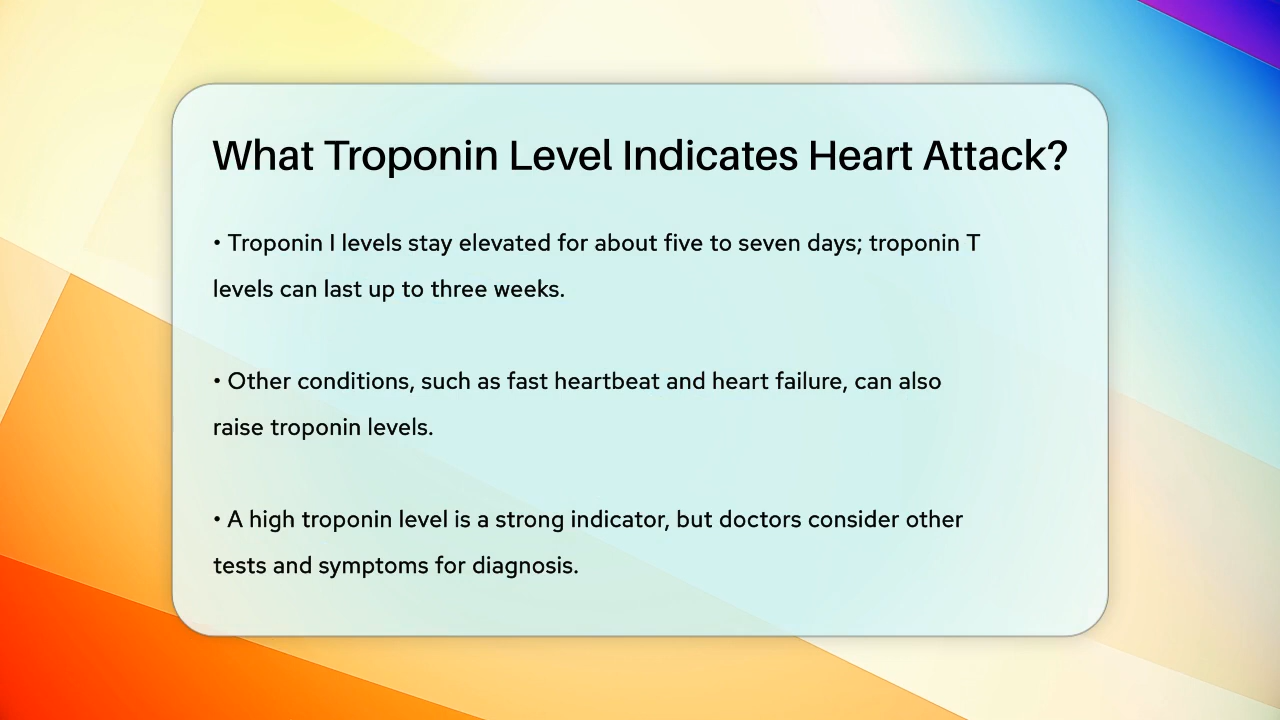 What Troponin Level Indicates Heart Attack?
• Troponin I levels stay elevated for about five to seven days; troponin T
levels can last up to three weeks.
• Other conditions, such as fast heartbeat and heart failure, can also
raise troponin levels.
• A high troponin level is a strong indicator, but doctors consider other
tests and symptoms for diagnosis.